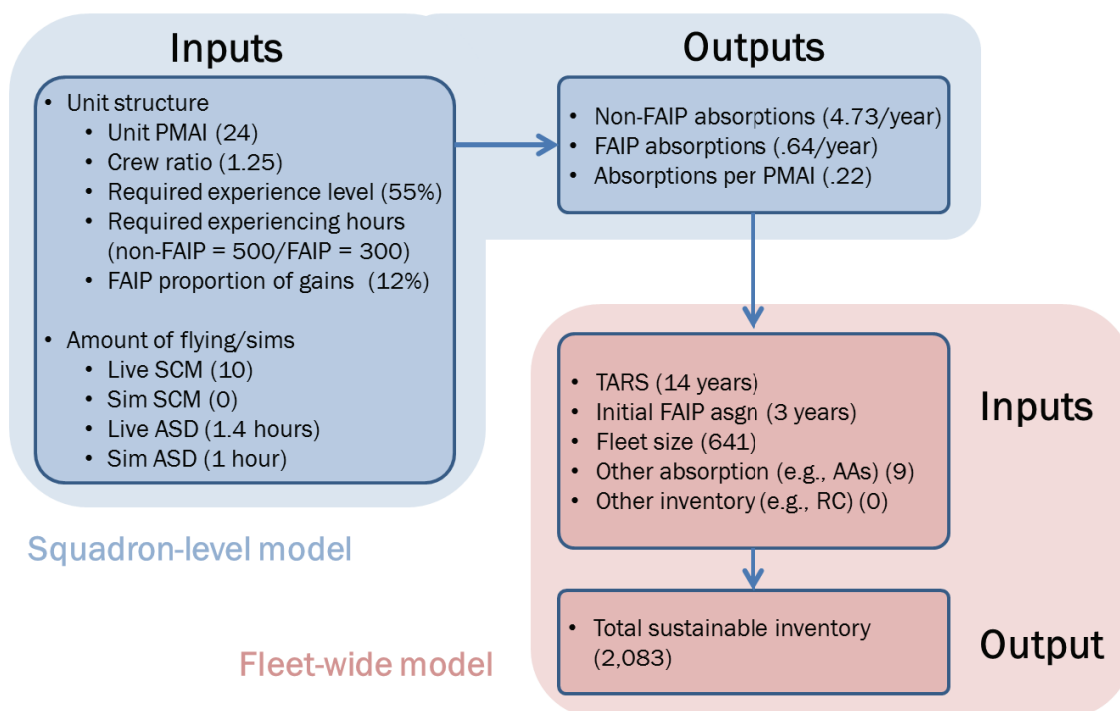 Inputs
• Unit structure
• Unit PMAI (24)
• Crew ratio (1.25)
• Required experience level (55%)
• Required experiencing hours
(non-FAIP = 500/FAIP = 300)
• FAIP proportion of gains (12%)
• Amount of flying/sims
• Live SCM (10)
• Sim SCM (0)
• Live ASD (1.4 hours)
• Sim ASD (1 hour)
Squadron-level model
Outputs
• Non-FAIP absorptions (4.73/year)
• FAIP absorptions (.64/year)
• Absorptions per PMAI (.22)
• TARS (14 years)
• Initial FAIP asgn (3 years)
• Fleet size (641)
• Other absorption (e.g., AAs) (9)
• Other inventory (e.g., RC) (0)
Inputs
• Total sustainable inventory
(2,083)
Output
Fleet-wide model